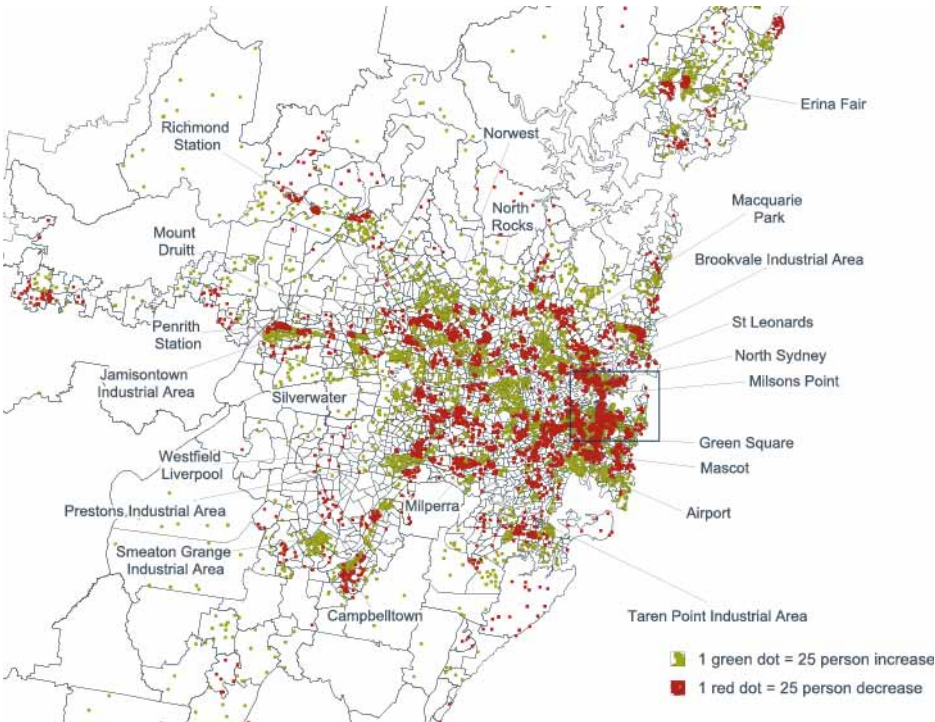 Erina Fair
Richmond
Station
Norwest
North
Rocks
Macquarie
Park
Mount
Druitt
Brookvale Industrial Area
St Leonards
Penrith
Station
North Sydney
Jamisontown
Industrial Area
Milsons Point
Silverwater
Green Square
Westfield
Liverpool
Mascot
Prestons Industrial Area
Milperra
Airport
Smeaton Grange
Industrial Area
Campbelltown
Taren Point Industrial Area
1 green dot = 25 person increase
1 red dot = 25 person decrease